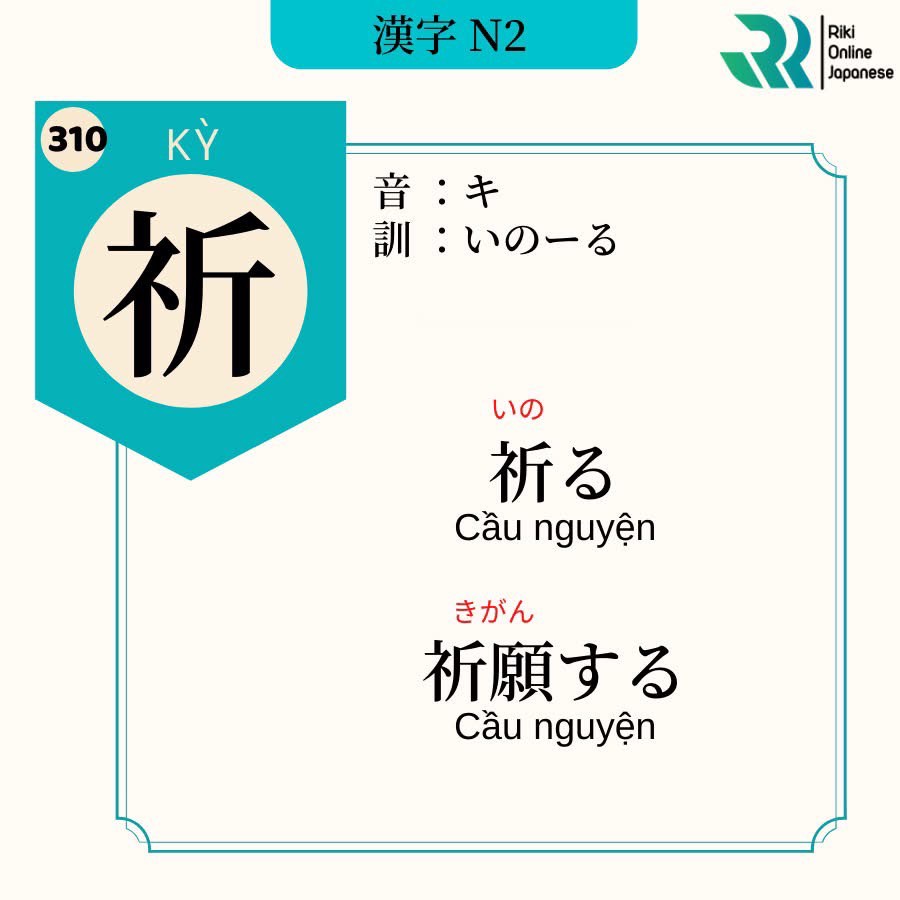 漢字 N2
Riki
Online
Japanese
310
KỲ
祈
音 ：キ
訓 ：いのーる
いの
祈る
Cầu nguyện
きがん
祈願する
Cầu nguyện